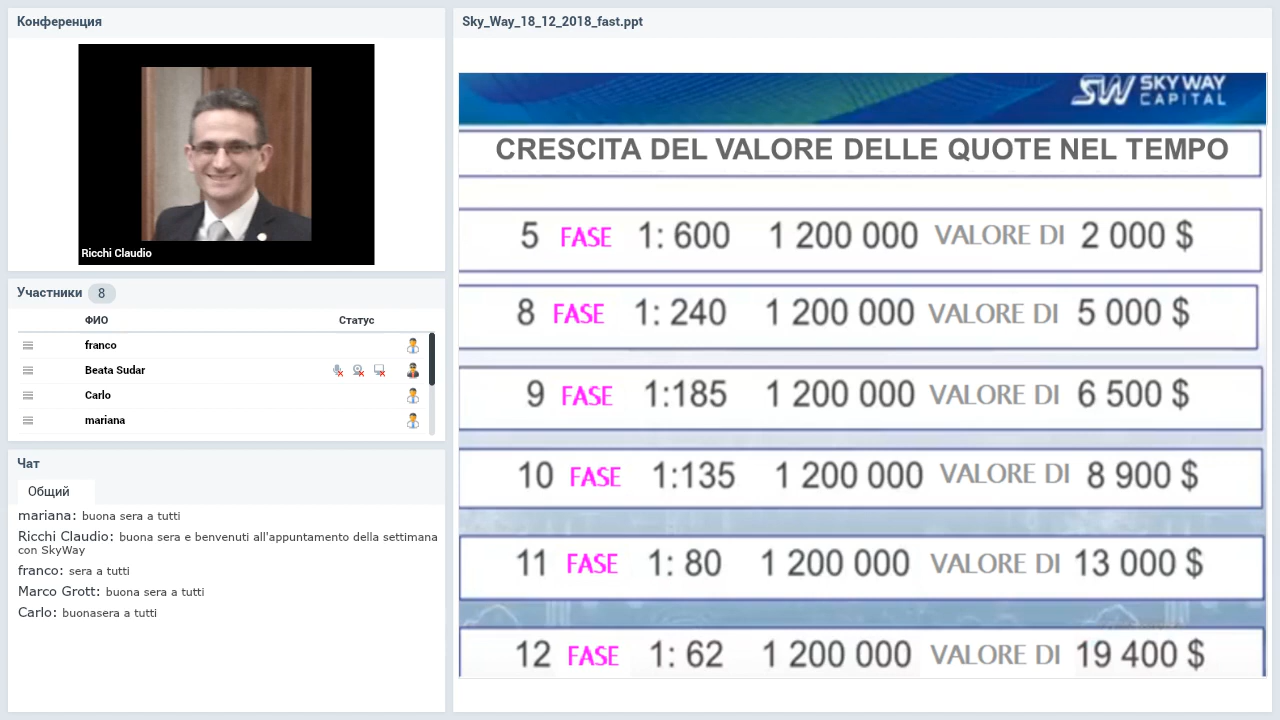 Конференция
Ricchi Claudio
Участники 8
ФИО Статус
franco
Beata Sudar
Carlo
mariana
Чат
Общий
mariana: buona sera a tutti
Ricchi Claudio: buona sera e benvenuti all'appuntamento della settimana
con SkyWay
franco: sera a tutti
Marco Grott: buona sera a tutti
Carlo: buonasera a tutti
Sky_Way_18_12_2018_fast.ppt
SW SKY WAY
CAPITAL
CRESCITA DEL VALORE DELLE QUOTE NEL TEMPO
5 FASE 1: 600 1 200 000 VALORE DI 2 000 $
8 FASE 1: 240 1 200 000 VALORE DI 5 000 $
9 FASE 1:185 1 200 000 VALORE DI 6 500 $
10 FASE 1:135 1 200 000 VALORE DI 8 900 $
11 FASE 1: 80 1 200 000 VALORE DI 13 000 $
12 FASE 1: 62 1 200 000 VALORE DI 19 400 $